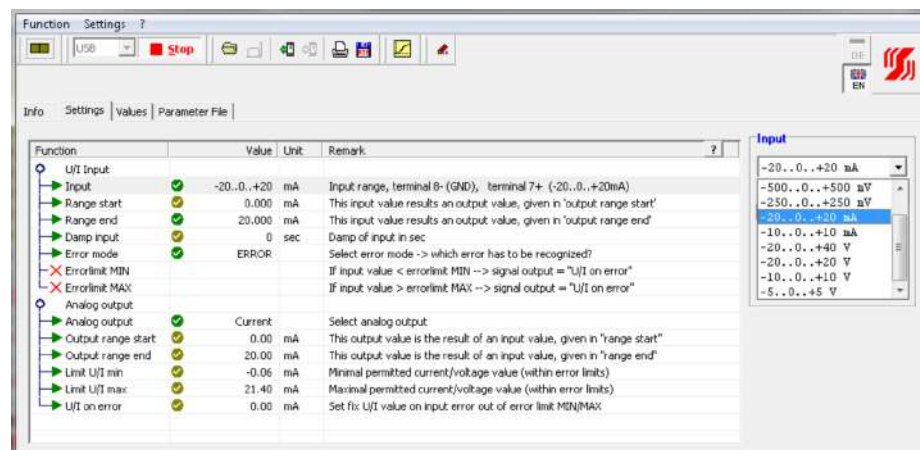 Function Settings ?
USB Stop
DE
EN
Info Settings Values Parameter File
Function Value Unit Remark ?
U/I Input
Input -20..0..+20 mA Input range, terminal 8- (GND), terminal 7+ (-20..0..+20mA)
Range start 0.000 mA This input value results an output value, given in 'output range start'
Range end 20.000 mA This input value results an output value, given in 'output range end'
Damp input 0 sec Damp of input in sec
Error mode ERROR Select error mode -> which error has to be recognized?
Errorlimit MIN If input value < errorlimit MIN --> signal output = "U/I on error"
Errorlimit MAX If input value > errorlimit MAX --> signal output = "U/I on error"
Analog output
Analog output Current Select analog output
Output range start 0.00 mA This output value is the result of an input value, given in "range start"
Output range end 20.00 mA This output value is the result of an input value, given in "range end"
Limit U/I min -0.06 mA Minimal permitted current/voltage value (within error limits)
Limit U/I max 21.40 mA Maximal permitted current/voltage value (within error limits)
U/I on error 0.00 mA Set fix U/I value on input error out of error limit MIN/MAX
Input
-20..0..+20 mA
-500..0..+500 mV
-250..0..+250 mV
-20..0..+20 mA
-10..0..+10 mA
-20..0..+40 V
-20..0..+20 V
-10..0..+10 V
-5..0..+5 V